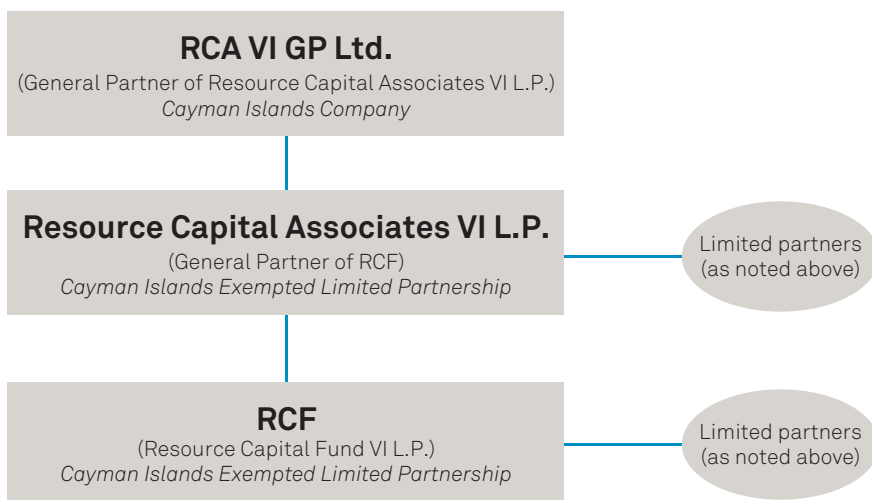 RCA VI GP Ltd.
(General Partner of Resource Capital Associates VI L.P.)
Cayman Islands Company
Resource Capital Associates VI L.P.
(General Partner of RCF)
Cayman Islands Exempted Limited Partnership
Limited partners
(as noted above)
RCF
(Resource Capital Fund VI L.P.)
Cayman Islands Exempted Limited Partnership
Limited partners
(as noted above)